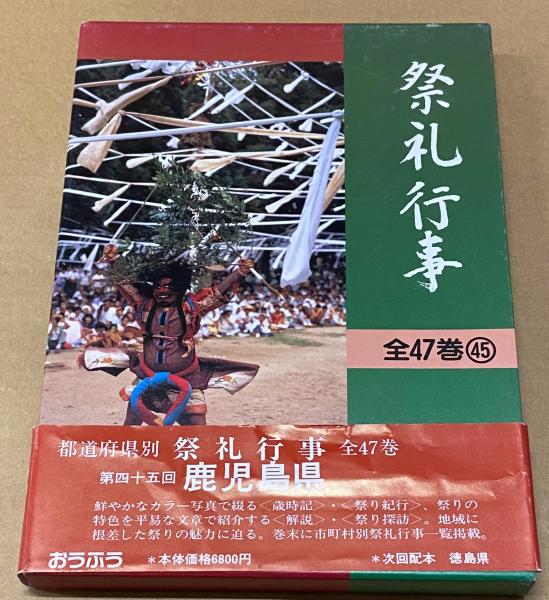 祭礼行事
全47巻㊺
都道府県別 祭礼行事 全47巻
第四十五回 鹿児島県
鮮やかなカラー写真で綴る〈歳時記〉・〈祭り紀行〉、祭りの
特色を平易な文章で紹介する〈解説〉・〈祭り探訪〉。地域に
根差した祭りの魅力に迫る。巻末に市町村別祭礼行事一覧掲載。
おうふう *本体価格6800円 *次回配本 徳島県